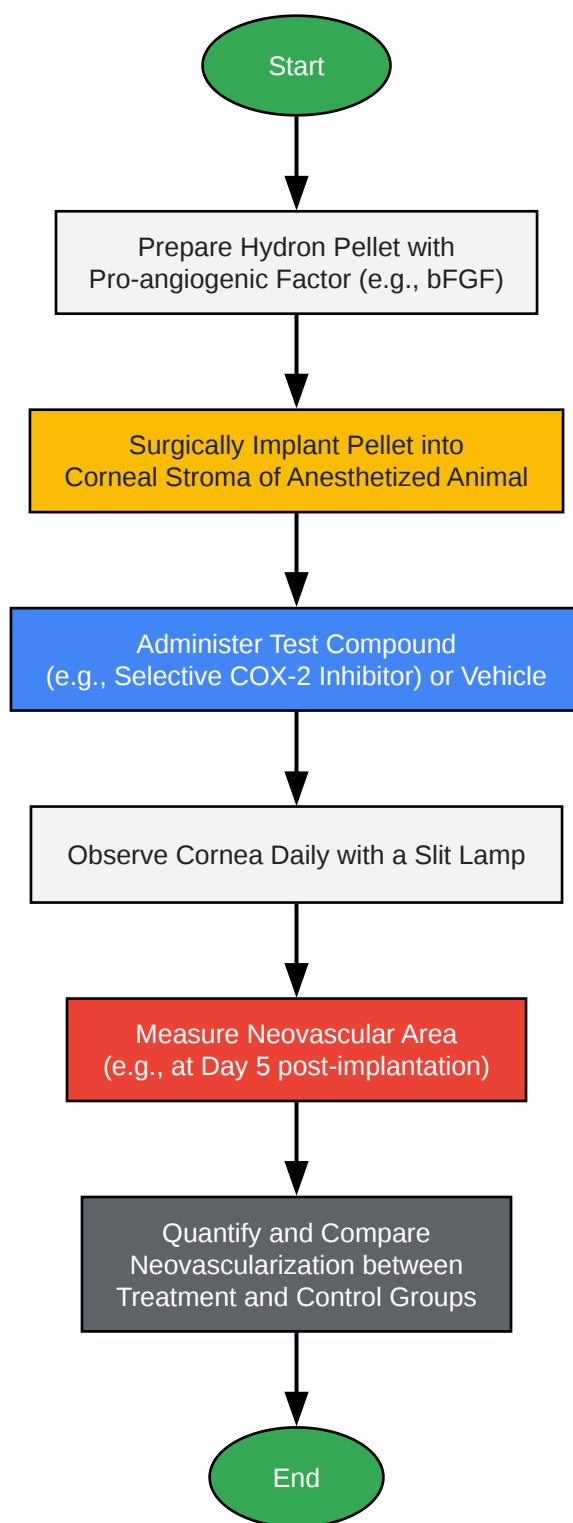 Start
Prepare Hydron Pellet with
Pro-angiogenic Factor (e.g., bFGF)
Surgically Implant Pellet into
Corneal Stroma of Anesthetized Animal
Administer Test Compound
(e.g., Selective COX-2 Inhibitor) or Vehicle
Observe Cornea Daily with a Slit Lamp
Measure Neovascular Area
(e.g., at Day 5 post-implantation)
Quantify and Compare
Neovascularization between
Treatment and Control Groups
End